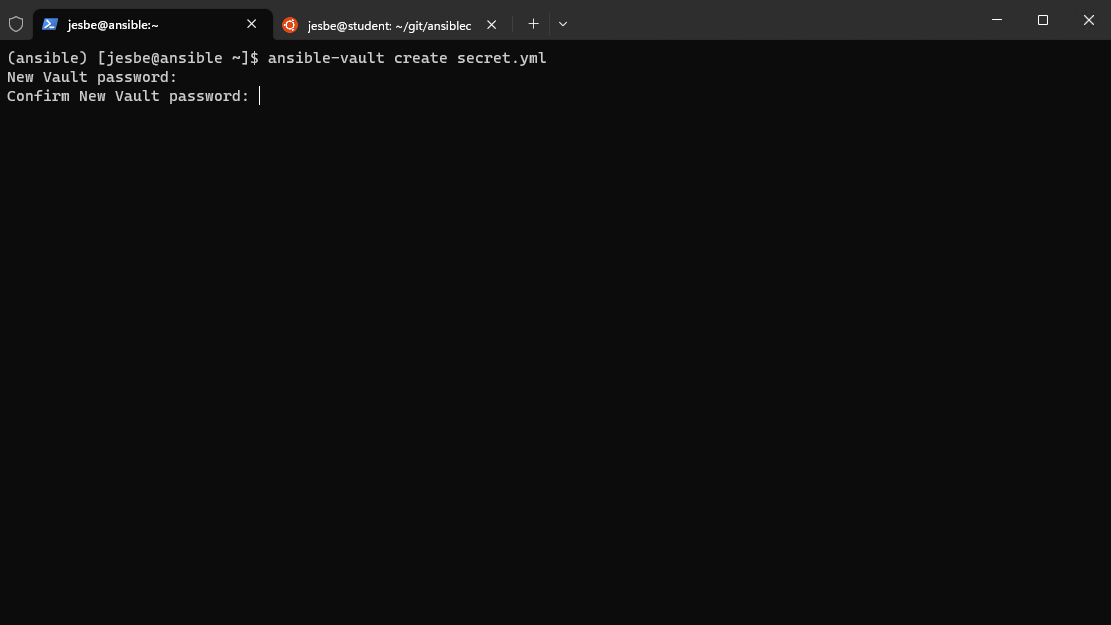 jesbe@ansible:~
jesbe@student: ~/git/ansiblec
(ansible) [jesbe@ansible ~]$ ansible-vault create secret.yml
New Vault password:
Confirm New Vault password: